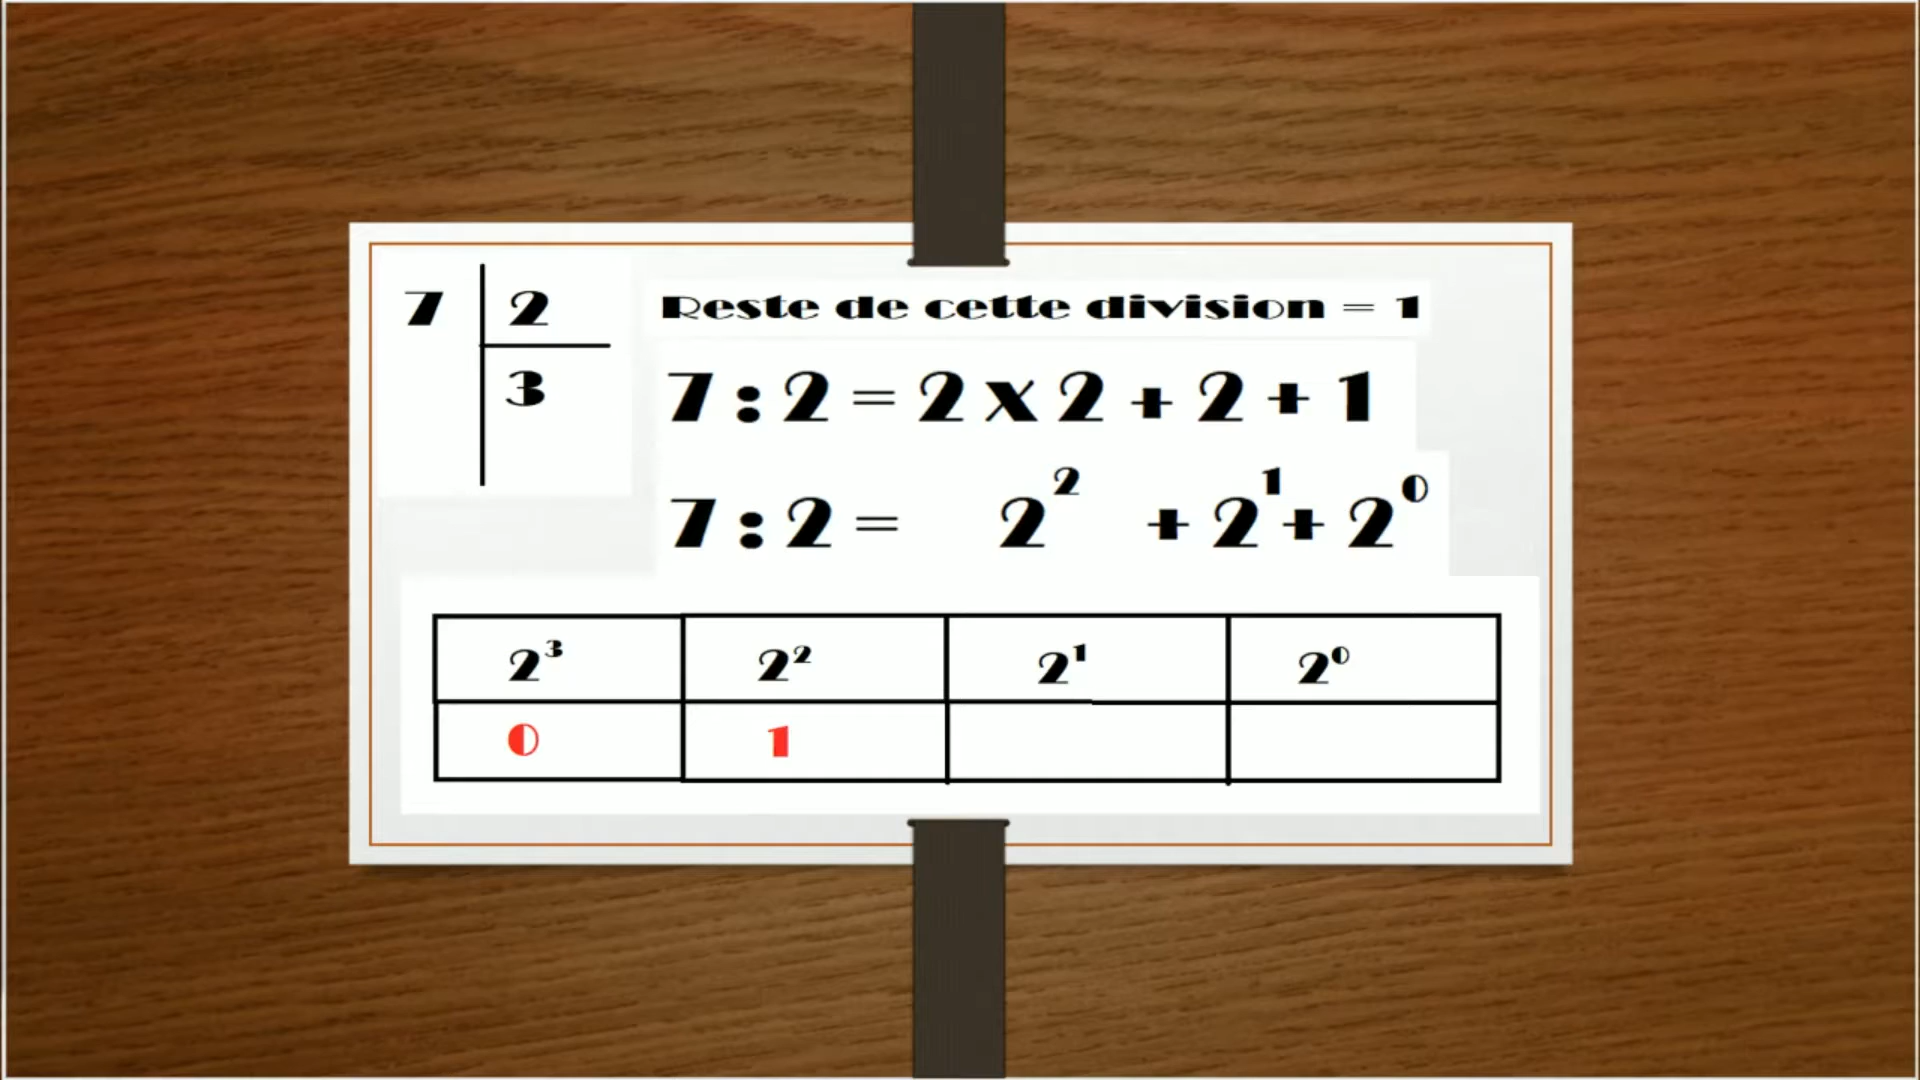 7 2
3
Reste de cette division = 1
7 : 2 = 2 x 2 + 2 + 1
7 : 2 = 2² + 2¹ + 2⁰
2³ 2² 2¹ 2⁰
0 1